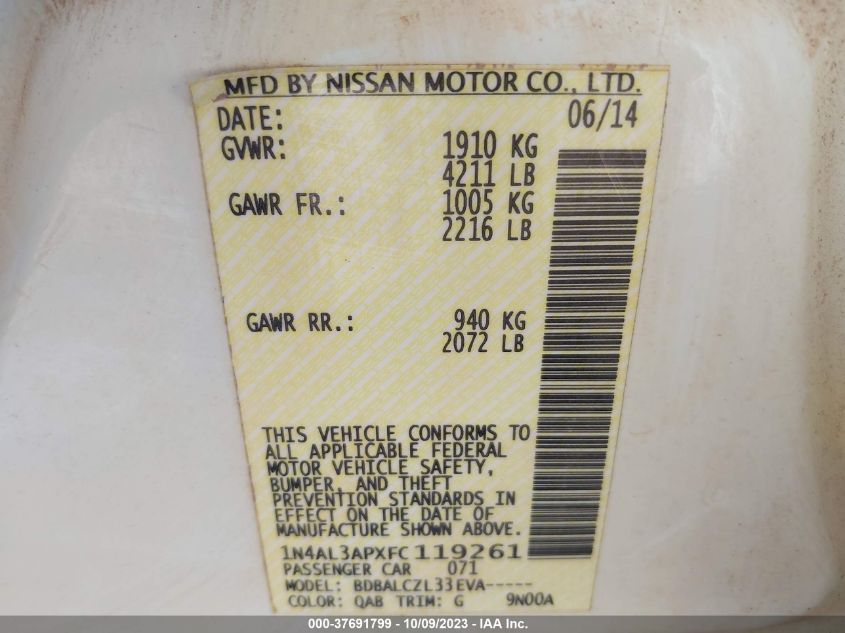 MFD BY NISSAN MOTOR CO., LTD.
DATE: 06/14
GVWR: 1910 KG
4211 LB
GAWR FR.: 1005 KG
2216 LB
GAWR RR.: 940 KG
2072 LB
THIS VEHICLE CONFORMS TO
ALL APPLICABLE FEDERAL
MOTOR VEHICLE SAFETY,
BUMPER, AND THEFT
PREVENTION STANDARDS IN
EFFECT ON THE DATE OF
MANUFACTURE SHOWN ABOVE.
1N4AL3APXFC119261
PASSENGER CAR 071
MODEL: BDBALCZL33EVA-----
COLOR: QAB TRIM: G 9N00A
000-37691799 - 10/09/2023 - IAA Inc.